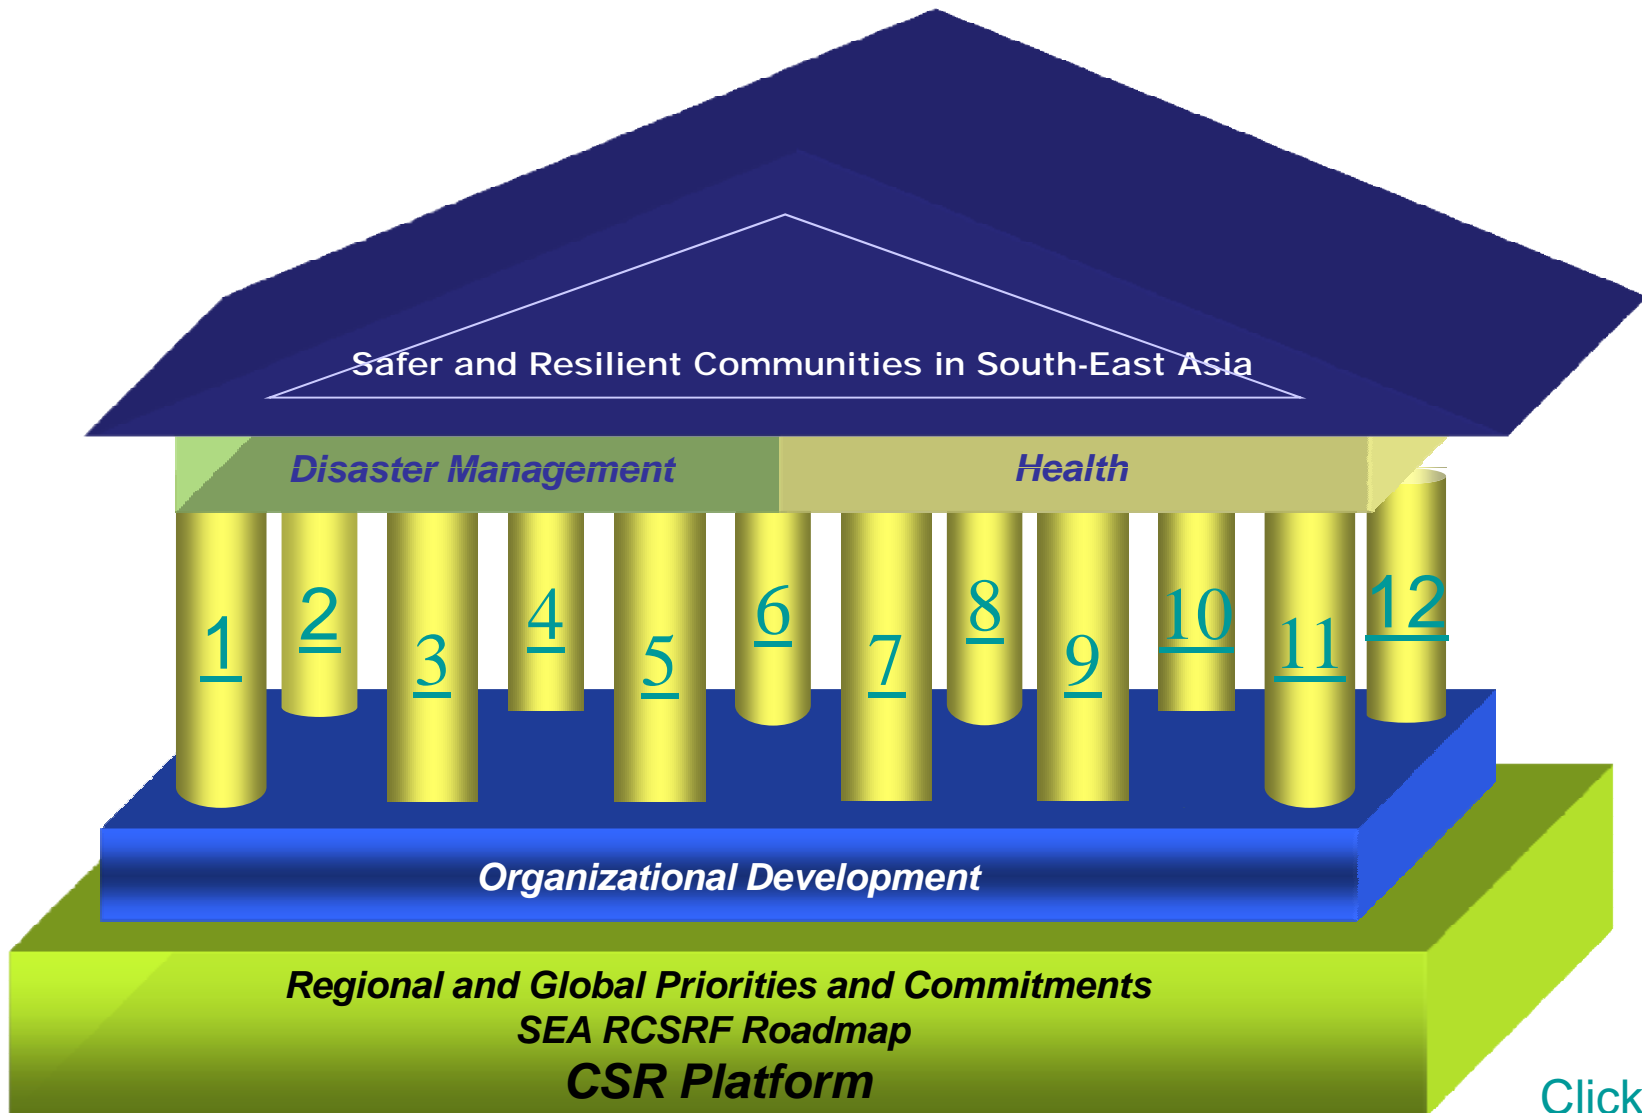 Safer and Resilient Communities in South-East Asia
Disaster Management
Health
1
2
3
4
5
6
7
8
9
10
11
12
Organizational Development
Regional and Global Priorities and Commitments
SEA RCSRF Roadmap
CSR Platform
Click